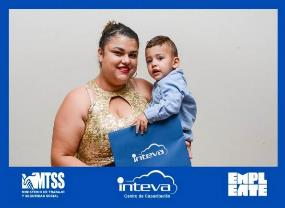 inteva
MTSS
MINISTERIO DE TRABAJO
Y SEGURIDAD SOCIAL
inteva
Centro de Capacitación
EMPL
EATE